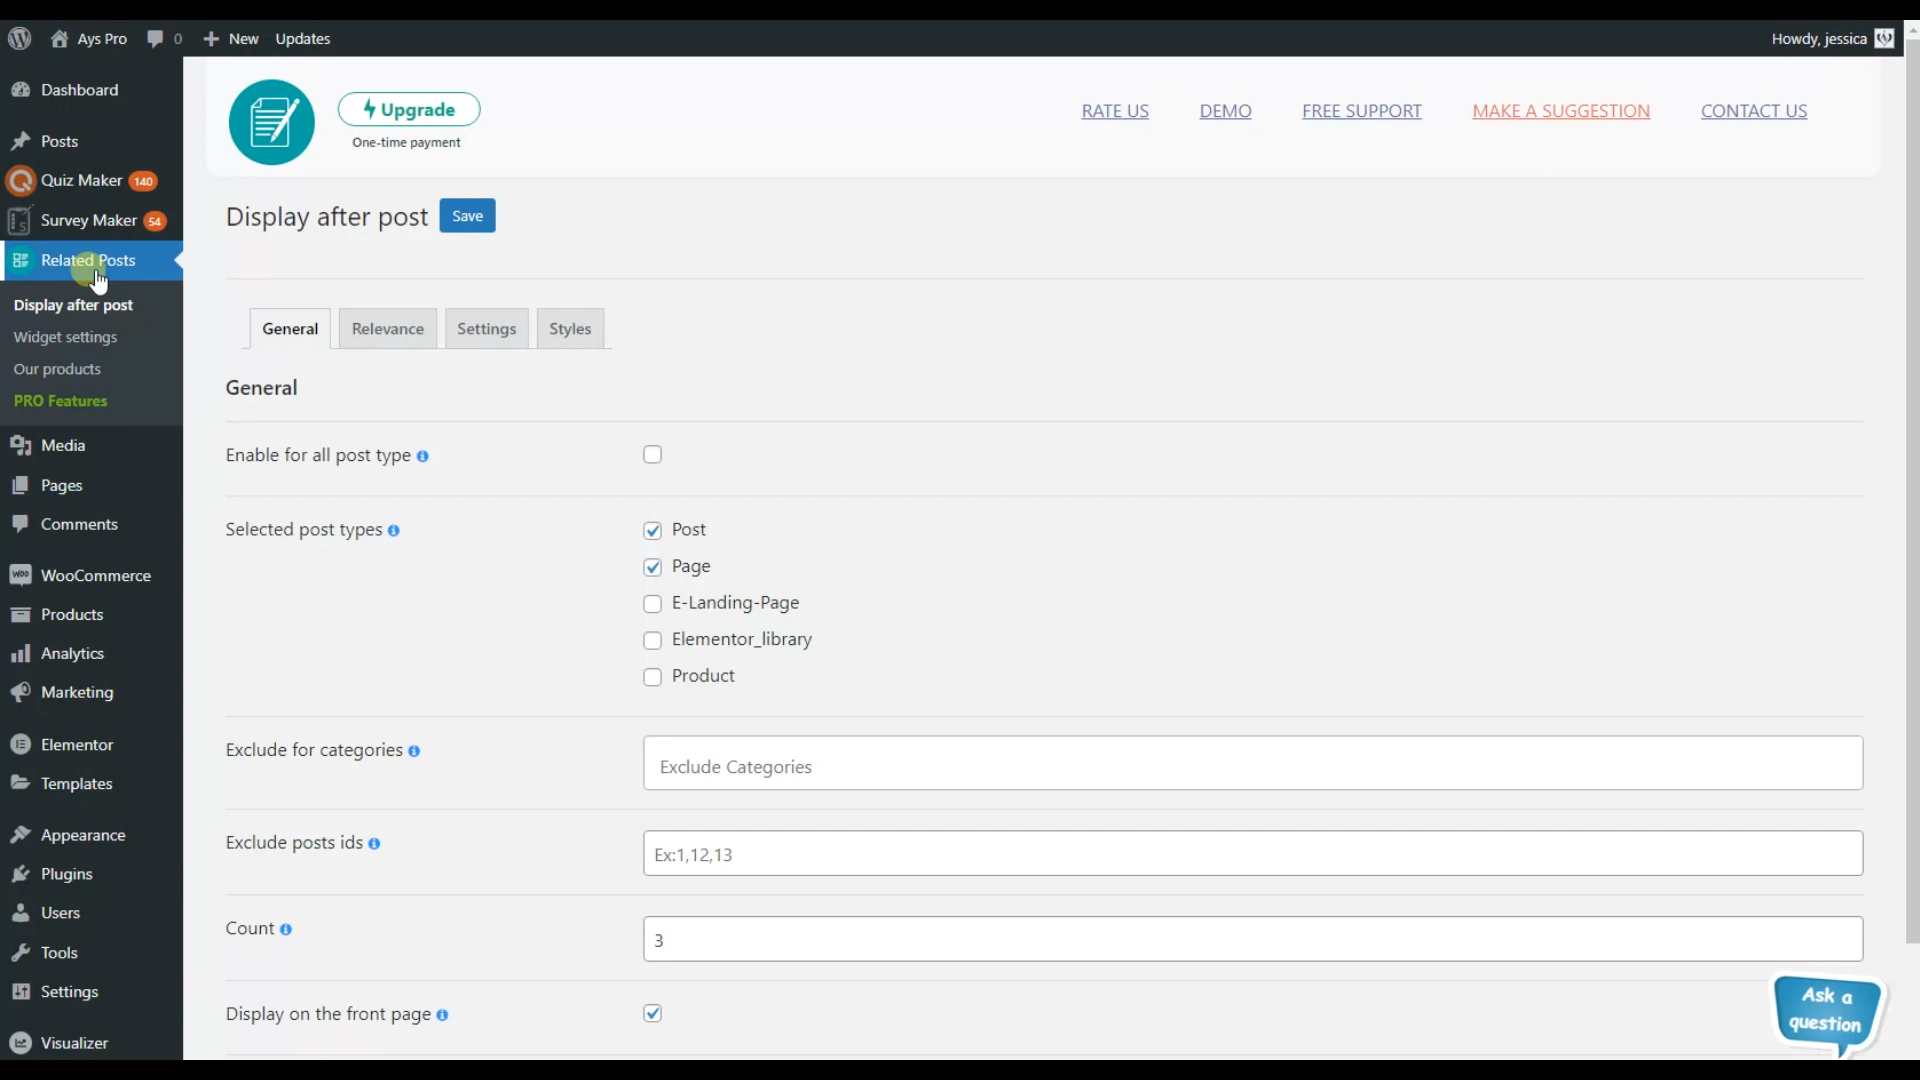 Ays Pro 0 New Updates Howdy, jessica
Dashboard
Posts
Quiz Maker 140
Survey Maker 54
Related Posts
Display after post
Widget settings
Our products
PRO Features
Media
Pages
Comments
WooCommerce
Products
Analytics
Marketing
Elementor
Templates
Appearance
Plugins
Users
Tools
Settings
Visualizer
Upgrade
One-time payment
RATE US DEMO FREE SUPPORT MAKE A SUGGESTION CONTACT US
Display after post Save
General Relevance Settings Styles
General
Enable for all post type
Selected post types
Post
Page
E-Landing-Page
Elementor_library
Product
Exclude for categories
Exclude Categories
Exclude posts ids
Ex:1,12,13
Count
3
Display on the front page
Ask a
question